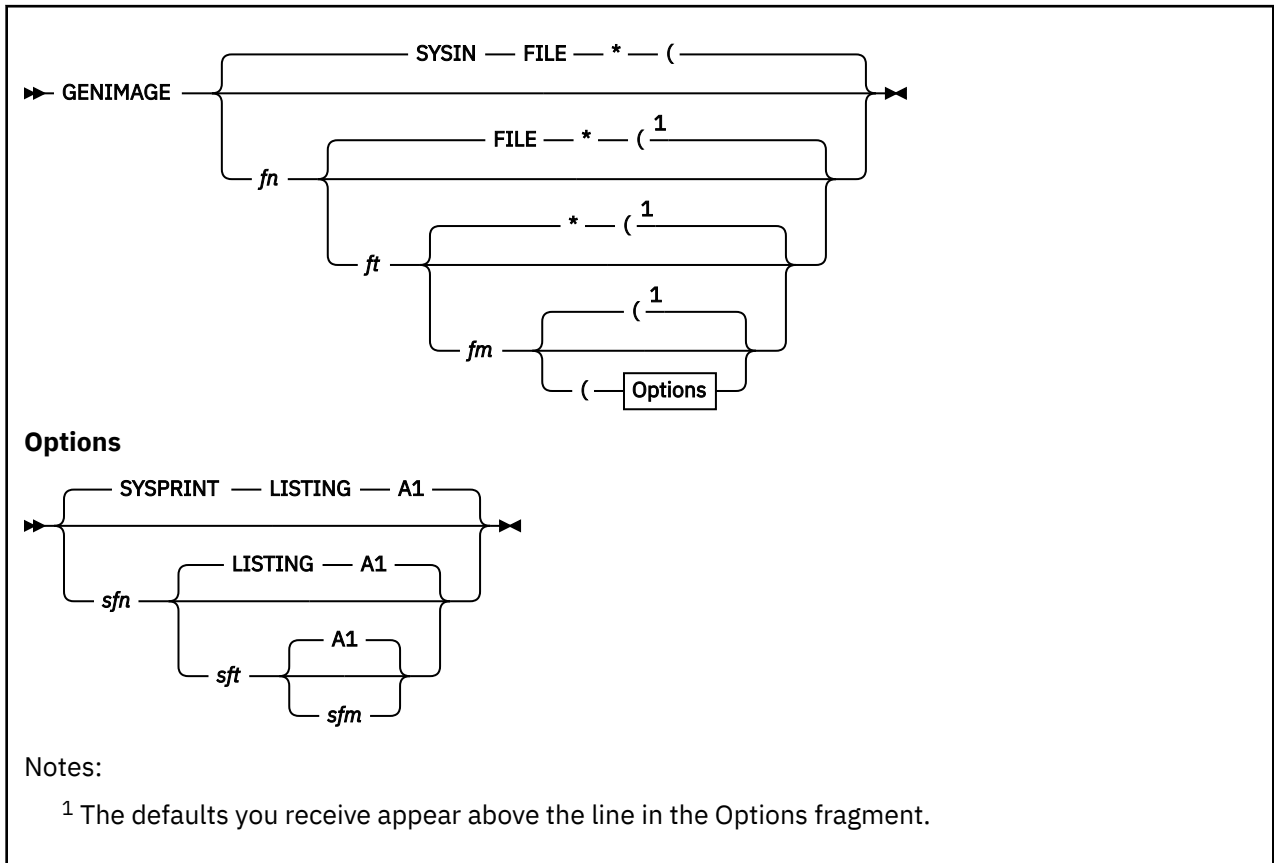 SYSIN — FILE — * — (
GENIMAGE
FILE — * — ( 1
fn
* — ( 1
ft
( 1
fm
( Options
Options
SYSPRINT — LISTING — A1
LISTING — A1
sfn
A1
sft
sfm
Notes:
1 The defaults you receive appear above the line in the Options fragment.